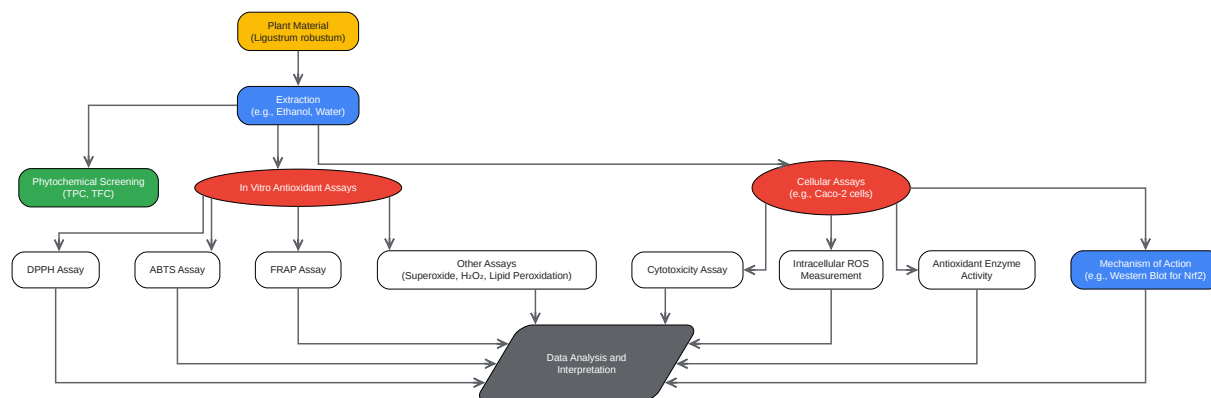 Plant Material
(Ligustrum robustum)
Extraction
(e.g., Ethanol, Water)
Phytochemical Screening
(TPC, TFC)
In Vitro Antioxidant Assays
Cellular Assays
(e.g., Caco-2 cells)
DPPH Assay
ABTS Assay
FRAP Assay
Other Assays
(Superoxide, H₂O₂, Lipid Peroxidation)
Cytotoxicity Assay
Intracellular ROS
Measurement
Antioxidant Enzyme
Activity
Mechanism of Action
(e.g., Western Blot for Nrf2)
Data Analysis and
Interpretation